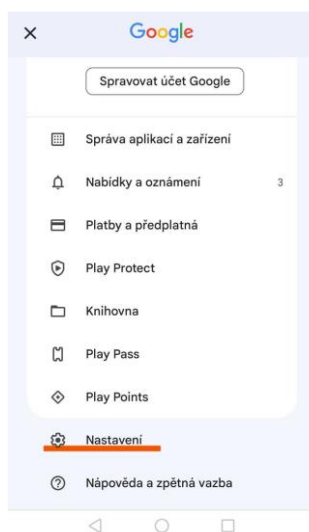 Google
Spravovat účet Google
Správa aplikací a zařízení
Nabídky a oznámení 3
Platby a předplatná
Play Protect
Knihovna
Play Pass
Play Points
Nastavení
Nápověda a zpětná vazba